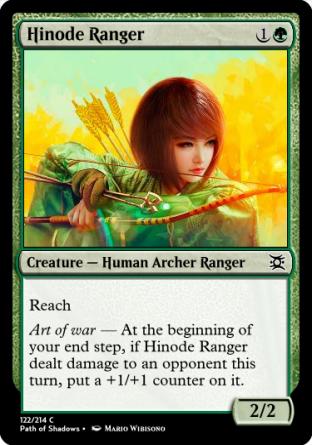 Hinode Ranger 1
Creature — Human Archer Ranger
Reach
Art of war — At the beginning of
your end step, if Hinode Ranger
dealt damage to an opponent this
turn, put a +1/+1 counter on it.
2/2
122/214 C
Path of Shadows • Mario Wibisono